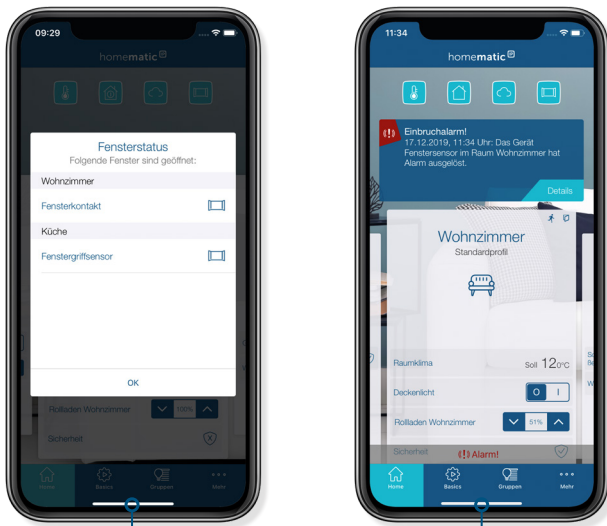 09:29
homematic IP
Fensterstatus
Folgende Fenster sind geöffnet:
Wohnzimmer
Fensterkontakt
Küche
Fenstergriffsensor
OK
Rollladen Wohnzimmer
100%
Sicherheit
Home
Basics
Gruppen
Mehr
11:34
homematic IP
Einbruchalarm!
17.12.2019, 11:34 Uhr: Das Gerät
Fenstersensor im Raum Wohnzimmer hat
Alarm ausgelöst.
Details
Wohnzimmer
Standardprofil
Raumklima
Soll 12,0°C
Deckenlicht
O I
Rollladen Wohnzimmer
51%
Sicherheit
Alarm!
Home
Basics
Gruppen
Mehr